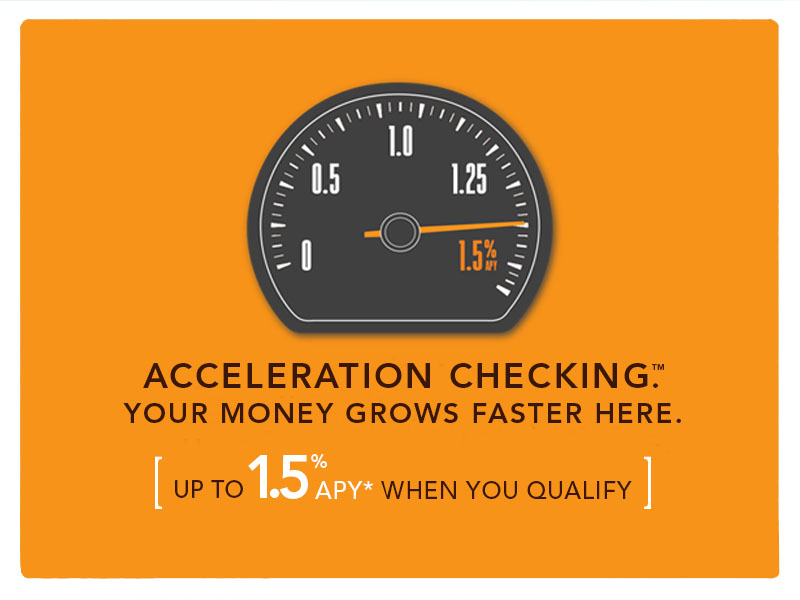 1.0
0.5 1.25
0 1.5% APY
ACCELERATION CHECKING.™
YOUR MONEY GROWS FASTER HERE.
[ UP TO 1.5% APY* WHEN YOU QUALIFY ]